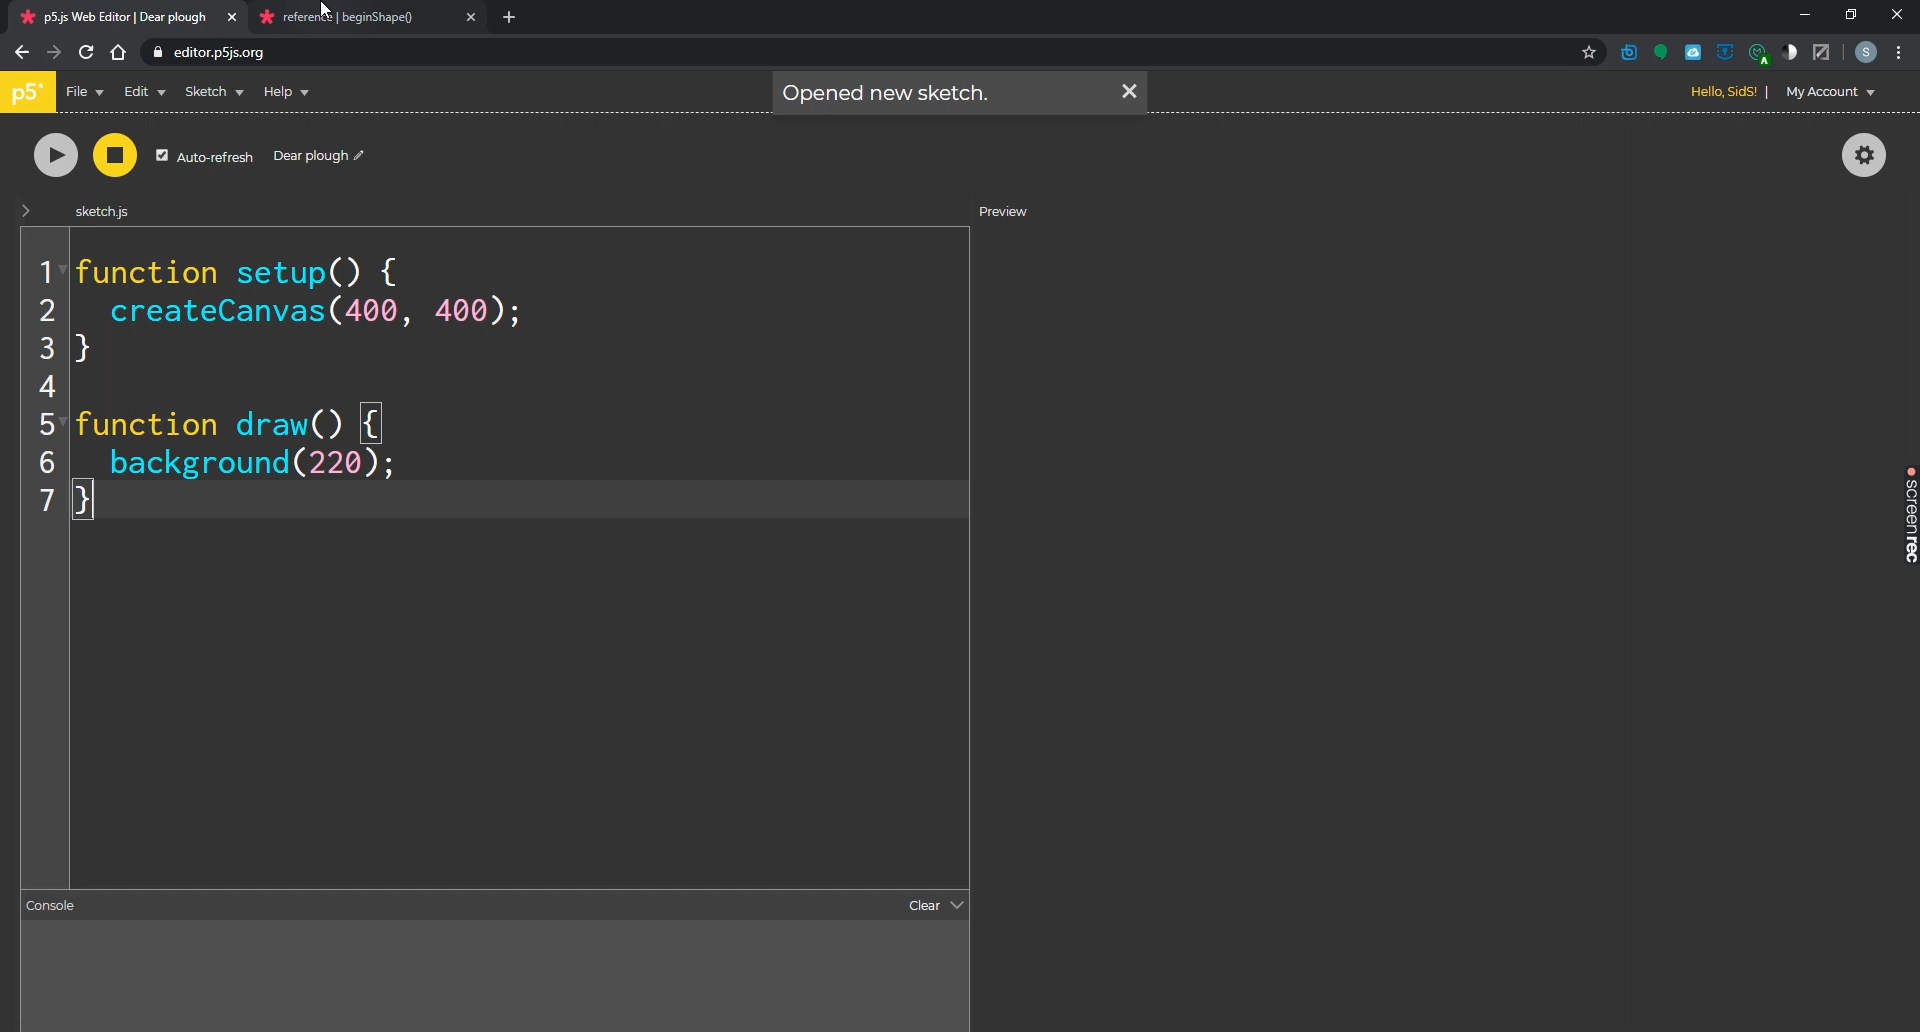 p5.js Web Editor | Dear plough
reference | beginShape()
editor.p5js.org
A
S
p5*
File
Edit
Sketch
Help
Opened new sketch.
Hello, SidS! |
My Account
Auto-refresh
Dear plough
sketch.js
Preview
1 function setup() {
2 createCanvas(400, 400);
3 }
4
5 function draw() {
6 background(220);
7 }
screenrec
Console
Clear